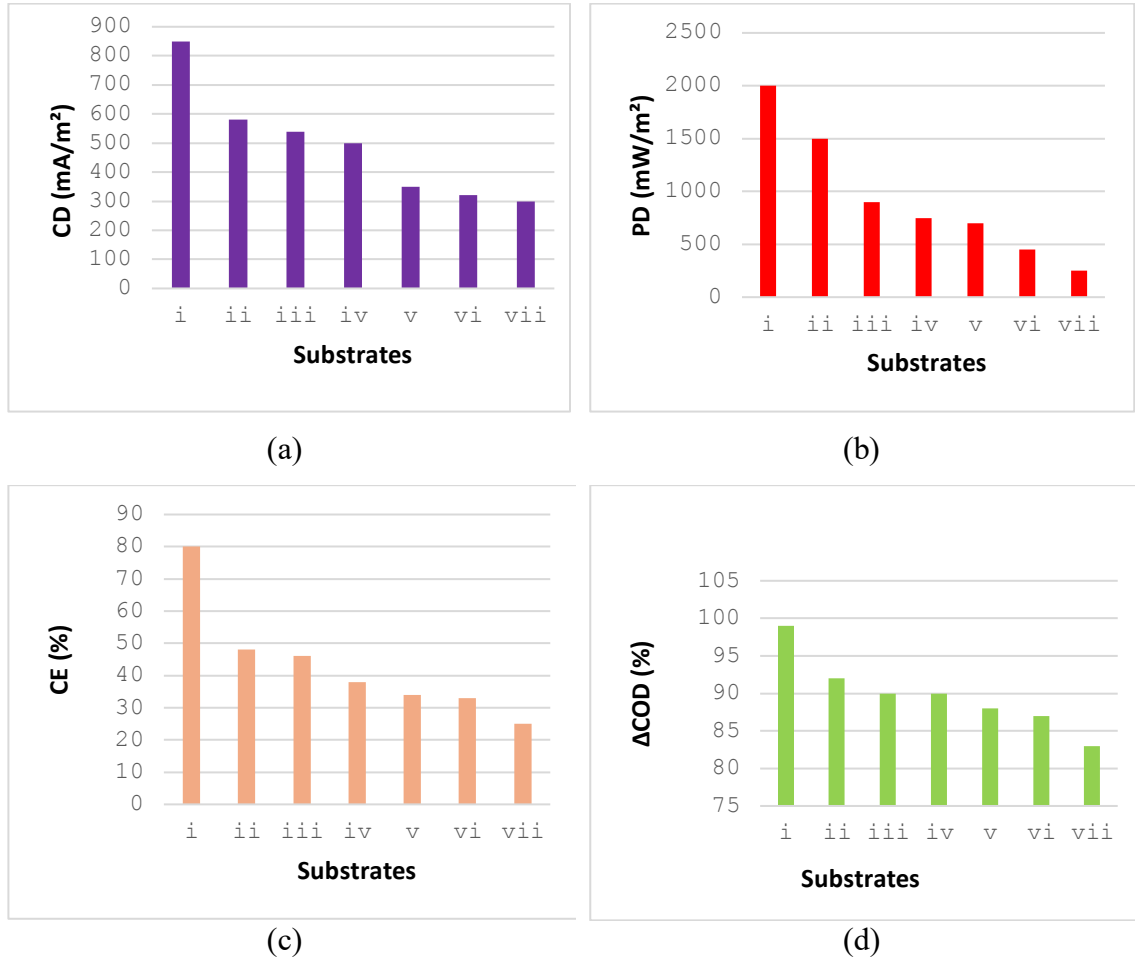 900
800
700
600
500
400
300
200
100
0
CD (mA/m²)
i ii iii iv v vi vii
Substrates
(a)
2500
2000
1500
1000
500
0
PD (mW/m²)
i ii iii iv v vi vii
Substrates
(b)
90
80
70
60
50
40
30
20
10
0
CE (%)
i ii iii iv v vi vii
Substrates
(c)
105
100
95
90
85
80
75
ΔCOD (%)
i ii iii iv v vi vii
Substrates
(d)